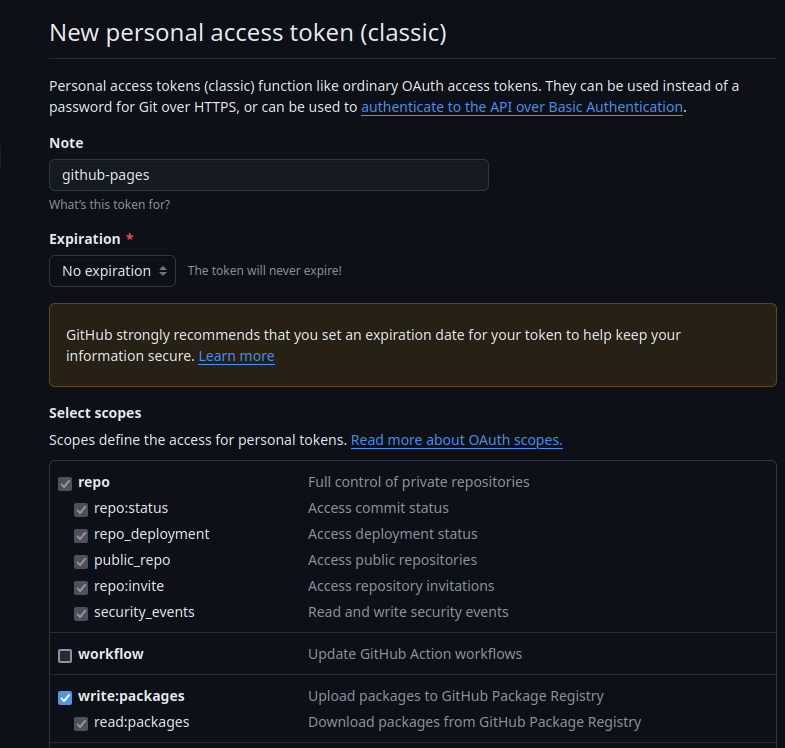 New personal access token (classic)
Personal access tokens (classic) function like ordinary OAuth access tokens. They can be used instead of a
password for Git over HTTPS, or can be used to authenticate to the API over Basic Authentication.
Note
github-pages
What's this token for?
Expiration *
No expiration The token will never expire!
GitHub strongly recommends that you set an expiration date for your token to help keep your
information secure. Learn more
Select scopes
Scopes define the access for personal tokens. Read more about OAuth scopes.
repo Full control of private repositories
repo:status Access commit status
repo_deployment Access deployment status
public_repo Access public repositories
repo:invite Access repository invitations
security_events Read and write security events
workflow Update GitHub Action workflows
write:packages Upload packages to GitHub Package Registry
read:packages Download packages from GitHub Package Registry